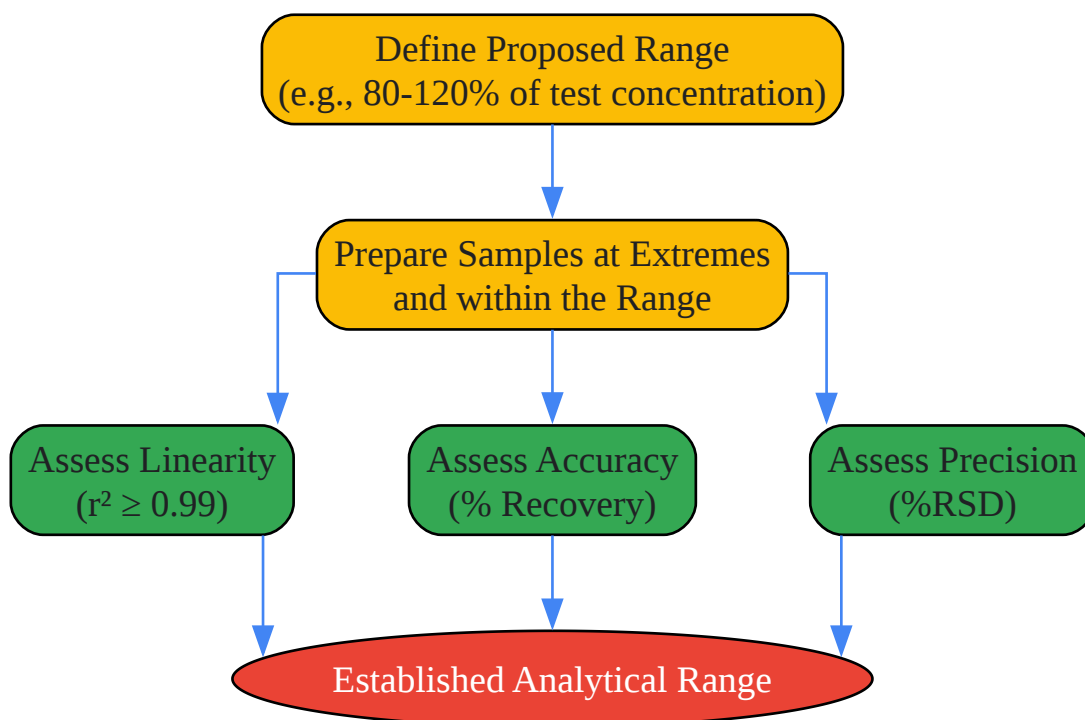 Define Proposed Range
(e.g., 80-120% of test concentration)
Prepare Samples at Extremes
and within the Range
Assess Linearity
(r² ≥ 0.99)
Assess Accuracy
(% Recovery)
Assess Precision
(%RSD)
Established Analytical Range